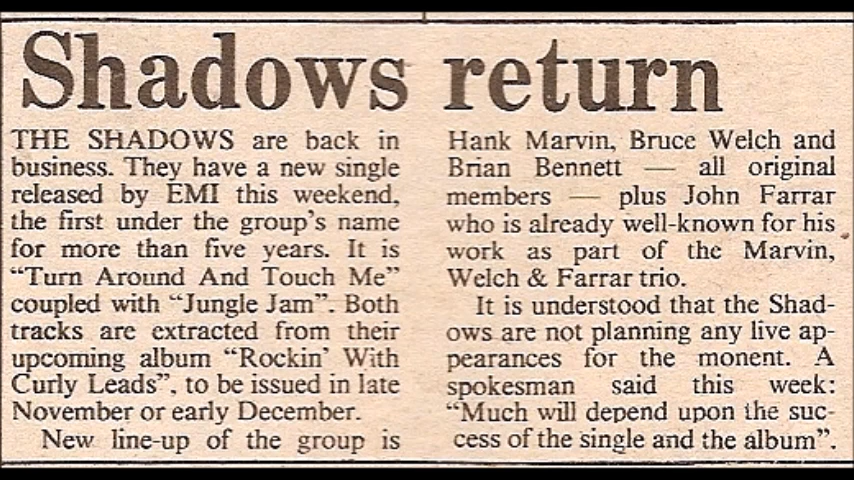 Shadows return
THE SHADOWS are back in
business. They have a new single
released by EMI this weekend,
the first under the group's name
for more than five years. It is
“Turn Around And Touch Me”
coupled with “Jungle Jam”. Both
tracks are extracted from their
upcoming album “Rockin' With
Curly Leads”, to be issued in late
November or early December.
New line-up of the group is
Hank Marvin, Bruce Welch and
Brian Bennett — all original
members — plus John Farrar
who is already well-known for his
work as part of the Marvin,
Welch & Farrar trio.
It is understood that the Shad-
ows are not planning any live ap-
pearances for the monent. A
spokesman said this week:
“Much will depend upon the suc-
cess of the single and the album”.